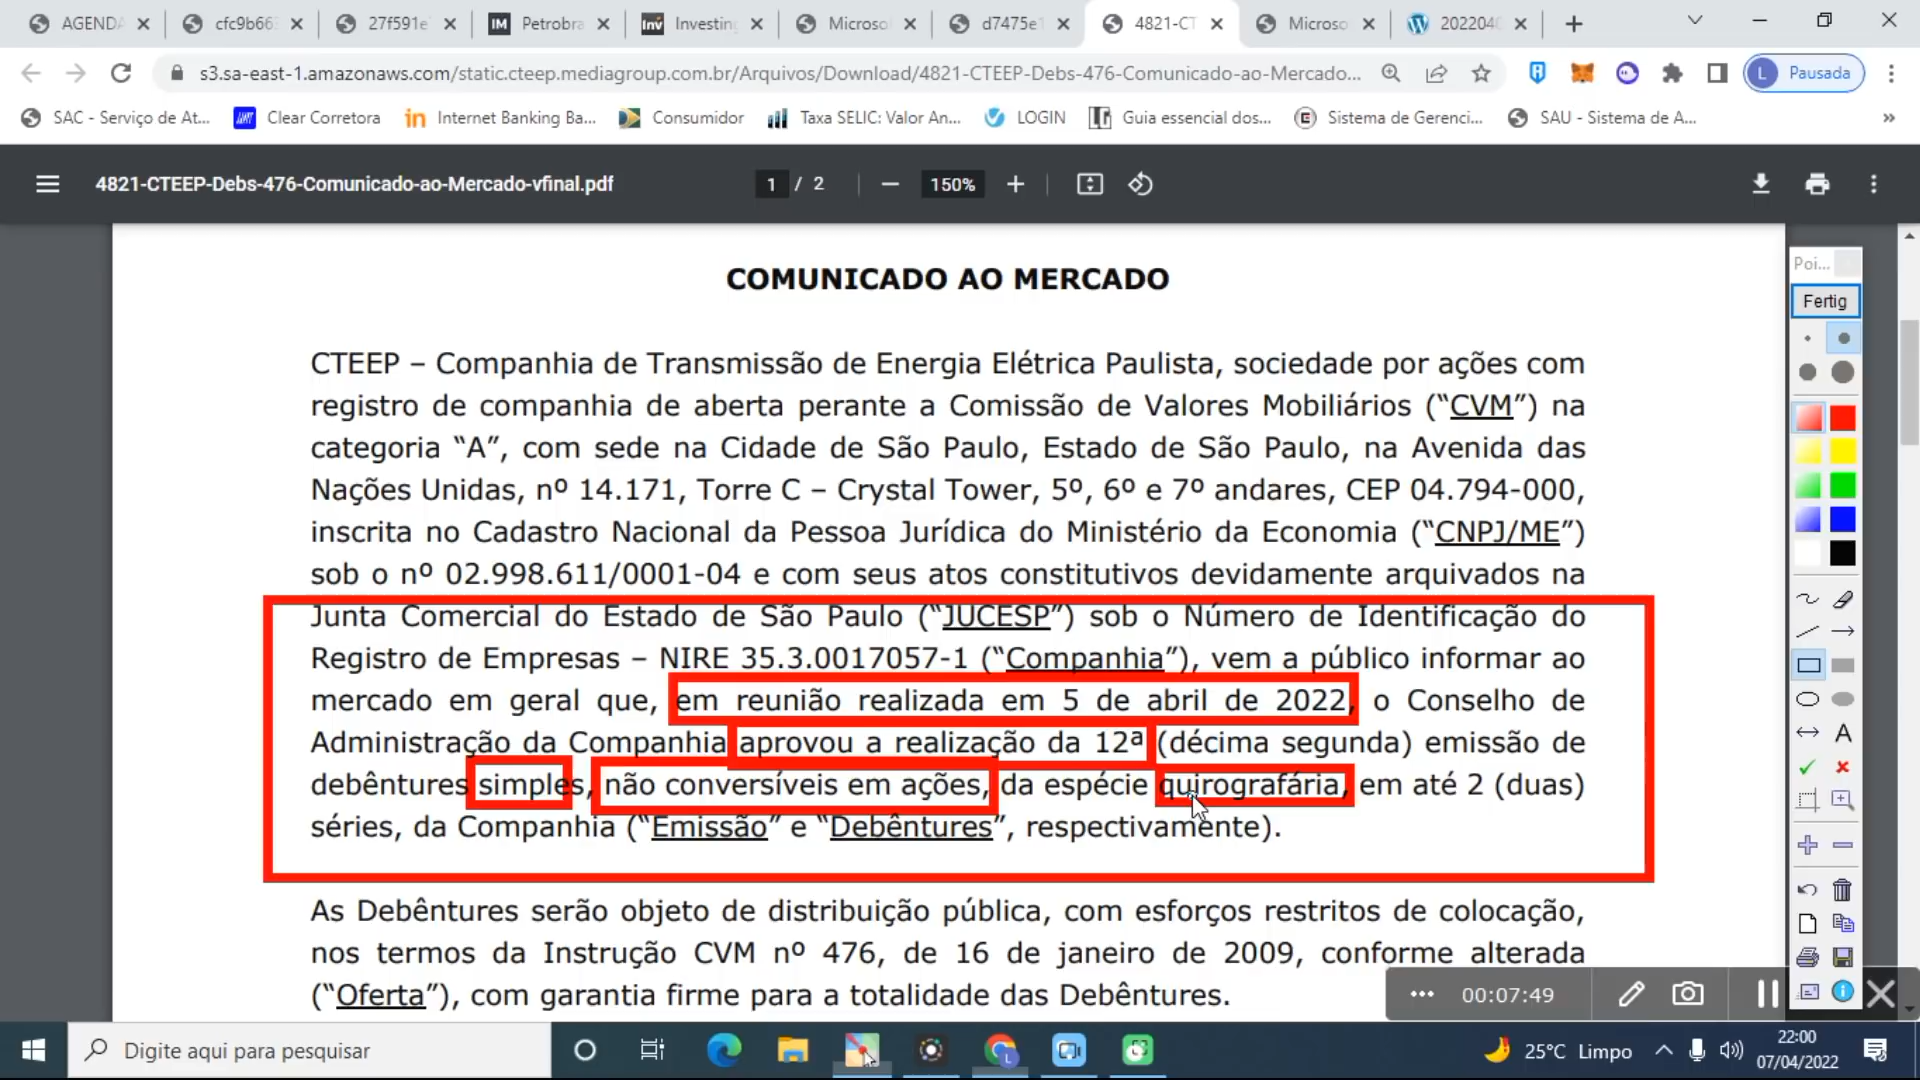 AGENDA
cfc9b66
27f591e
Petrobra
Investing
Microso
d7475e1
4821-CT
Microso
2022040
s3.sa-east-1.amazonaws.com/static.cteep.mediagroup.com.br/Arquivos/Download/4821-CTEEP-Debs-476-Comunicado-ao-Mercado...
L Pausada
SAC - Serviço de At...
Clear Corretora
in Internet Banking Ba...
Consumidor
Taxa SELIC: Valor An...
LOGIN
Guia essencial dos...
Sistema de Gerenci...
SAU - Sistema de A...
»
4821-CTEEP-Debs-476-Comunicado-ao-Mercado-vfinal.pdf
1 / 2
150%
COMUNICADO AO MERCADO
CTEEP – Companhia de Transmissão de Energia Elétrica Paulista, sociedade por ações com
registro de companhia de aberta perante a Comissão de Valores Mobiliários (“CVM”) na
categoria “A”, com sede na Cidade de São Paulo, Estado de São Paulo, na Avenida das
Nações Unidas, nº 14.171, Torre C – Crystal Tower, 5º, 6º e 7º andares, CEP 04.794-000,
inscrita no Cadastro Nacional da Pessoa Jurídica do Ministério da Economia (“CNPJ/ME”)
sob o nº 02.998.611/0001-04 e com seus atos constitutivos devidamente arquivados na
Junta Comercial do Estado de São Paulo (“JUCESP”) sob o Número de Identificação do
Registro de Empresas – NIRE 35.3.0017057-1 (“Companhia”), vem a público informar ao
mercado em geral que, em reunião realizada em 5 de abril de 2022, o Conselho de
Administração da Companhia aprovou a realização da 12ª (décima segunda) emissão de
debêntures simples, não conversíveis em ações, da espécie quirografária, em até 2 (duas)
séries, da Companhia (“Emissão” e “Debêntures”, respectivamente).
As Debêntures serão objeto de distribuição pública, com esforços restritos de colocação,
nos termos da Instrução CVM nº 476, de 16 de janeiro de 2009, conforme alterada
(“Oferta”), com garantia firme para a totalidade das Debêntures.
Poi...
Fertig
A
00:07:49
Digite aqui para pesquisar
25°C Limpo
22:00
07/04/2022